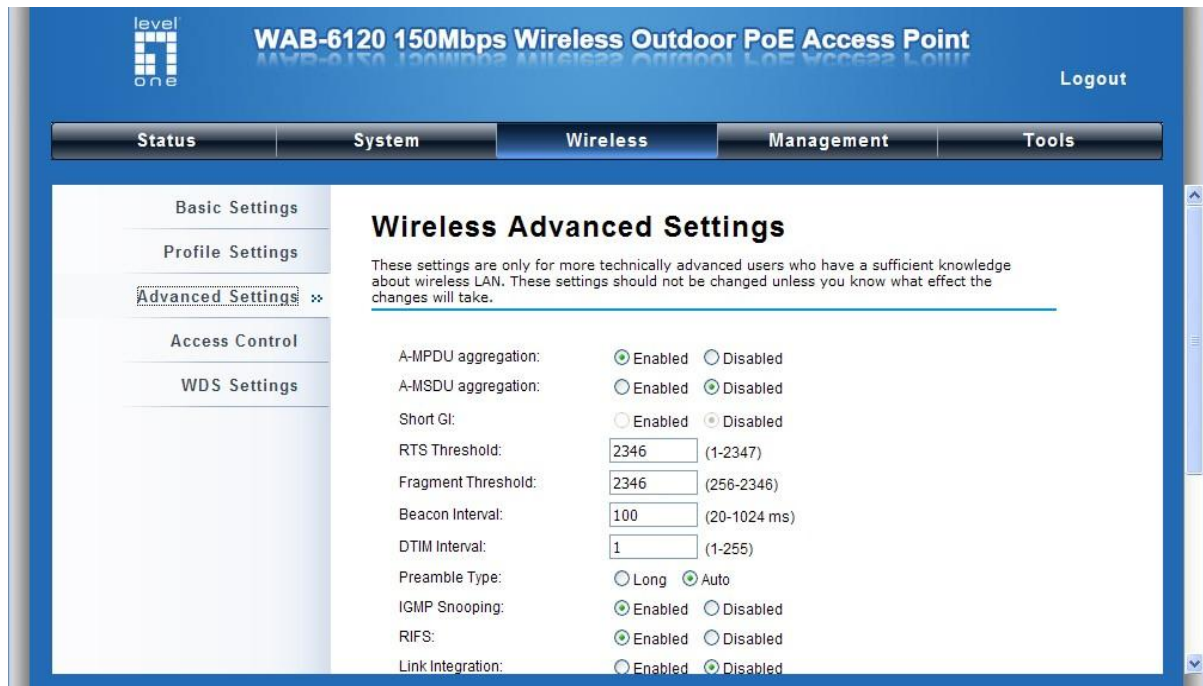 level
one
WAB-6120 150Mbps Wireless Outdoor PoE Access Point
Logout
Status System Wireless Management Tools
Basic Settings
Profile Settings
Advanced Settings »
Access Control
WDS Settings
Wireless Advanced Settings
These settings are only for more technically advanced users who have a sufficient knowledge
about wireless LAN. These settings should not be changed unless you know what effect the
changes will take.
A-MPDU aggregation: Enabled Disabled
A-MSDU aggregation: Enabled Disabled
Short GI: Enabled Disabled
RTS Threshold: 2346 (1-2347)
Fragment Threshold: 2346 (256-2346)
Beacon Interval: 100 (20-1024 ms)
DTIM Interval: 1 (1-255)
Preamble Type: Long Auto
IGMP Snooping: Enabled Disabled
RIFS: Enabled Disabled
Link Integration: Enabled Disabled